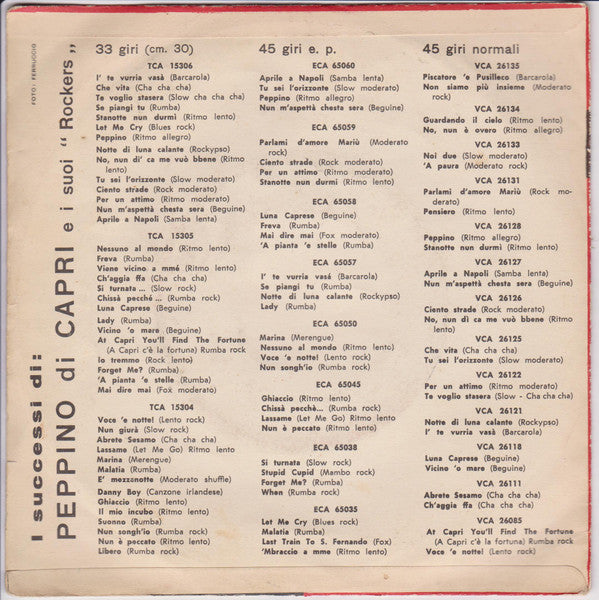 FOTO: FERRUCCIO
I successi di:
PEPPINO di CAPRI e i suoi "Rockers"
33 giri (cm. 30)
TCA 15306
I' te vurria vasà (Barcarola)
Che vita (Cha cha cha)
Te voglio stasera (Slow cha cha cha)
Se piangi tu (Rumba)
Stanotte nun durmì (Ritmo lento)
Let Me Cry (Blues rock)
Peppino (Ritmo allegro)
Notte di luna calante (Rockypso)
No, nun di' ca me vuò bbene (Ritmo
lento)
Tu sei l'orizzonte (Slow moderato)
Ciento strade (Rock moderato)
Per un attimo (Ritmo moderato)
Nun m'aspettà chesta sera (Beguine)
Aprile a Napoli (Samba lenta)
TCA 15305
Nessuno al mondo (Ritmo lento)
Freva (Rumba)
Viene vicino a mmé (Ritmo lento)
Ch'aggia ffa (Cha cha cha)
Si turnata ... (Slow rock)
Chissà pecché ... (Rumba rock)
Luna Caprese (Beguine)
Lady (Rumba)
Vicino 'o mare (Beguine)
At Capri You'll Find The Fortune
(A Capri c'è la fortuna) Rumba rock
Io tremmo (Rock lento)
Forget Me? (Rumba)
'A pianta 'e stelle (Rumba)
Mai dire mai (Fox moderato)
TCA 15304
Voce 'e notte! (Lento rock)
Nun giurà (Slow rock)
Abrete Sesamo (Cha cha cha)
Lassame (Let Me Go) Ritmo lento
Marina (Merengue)
Malatia (Rumba)
E' mezzanotte (Moderato shuffle)
Danny Boy (Canzone irlandese)
Ghiaccio (Ritmo lento)
Il mio incubo (Ritmo lento)
Suonno (Rumba)
Nun song'io (Rumba rock)
Nun è peccato (Ritmo lento)
Libero (Rumba rock)
45 giri e. p.
ECA 65060
Aprile a Napoli (Samba lenta)
Tu sei l'orizzonte (Slow moderato)
Peppino (Ritmo allegro)
Nun m'aspettà chesta sera (Beguine)
ECA 65059
Parlami d'amore Mariù (Moderato
rock)
Ciento strade (Rock moderato)
Per un attimo (Ritmo moderato)
Stanotte nun durmì (Ritmo lento)
ECA 65058
Luna Caprese (Beguine)
Freva (Rumba)
Mai dire mai (Fox moderato)
'A pianta 'e stelle (Rumba)
ECA 65057
I' te vurria vasà (Barcarola)
Se piangi tu (Rumba)
Notte di luna calante (Rockypso)
Lady (Rumba)
ECA 65050
Marina (Merengue)
Nessuno al mondo (Ritmo lento)
Voce 'e notte! (Lento rock)
Nun songh'io (Rumba rock)
ECA 65045
Ghiaccio (Ritmo lento)
Chissà pecchè... (Rumba rock)
Lassame (Let Me Go) Ritmo lento
Nun è peccato (Ritmo lento)
ECA 65038
Si turnata (Slow rock)
Stupid Cupid (Mambo rock)
Forget Me? (Rumba)
When (Rumba rock)
ECA 65035
Let Me Cry (Blues rock)
Malatia (Rumba)
Last Train To S. Fernando (Fox)
'Mbraccio a mme (Ritmo lento)
45 giri normali
VCA 26135
Piscatore 'e Pusilleco (Barcarola)
Non siamo più insieme (Moderato
rock)
VCA 26134
Guardando il cielo (Ritmo lento)
No, nun è overo (Ritmo allegro)
VCA 26133
Noi due (Slow moderato)
'A paura (Moderato rock)
VCA 26131
Parlami d'amore Mariù (Rock mo-
derato)
Pensiero (Ritmo lento)
VCA 26128
Peppino (Ritmo allegro)
Stanotte nun durmì (Ritmo lento)
VCA 26127
Aprile a Napoli (Samba lenta)
Nun m'aspettà chesta sera (Beguine)
VCA 26126
Ciento strade (Rock moderato)
No, nun dì ca me vuò bbene (Ritmo
lento)
VCA 26125
Che vita (Cha cha cha)
Tu sei l'orizzonte (Slow moderato)
VCA 26122
Per un attimo (Ritmo moderato)
Te voglio stasera (Slow - Cha cha cha)
VCA 26121
Notte di luna calante (Rockypso)
I' te vurria vasà (Barcarola)
VCA 26118
Luna Caprese (Beguine)
Vicino 'o mare (Beguine)
VCA 26111
Abrete Sesamo (Cha cha cha)
Ch'aggia ffa (Cha cha cha)
VCA 26085
At Capri You'll Find The Fortune
(A Capri c'è la fortuna) Rumba rock
Voce 'e notte! (Lento rock)